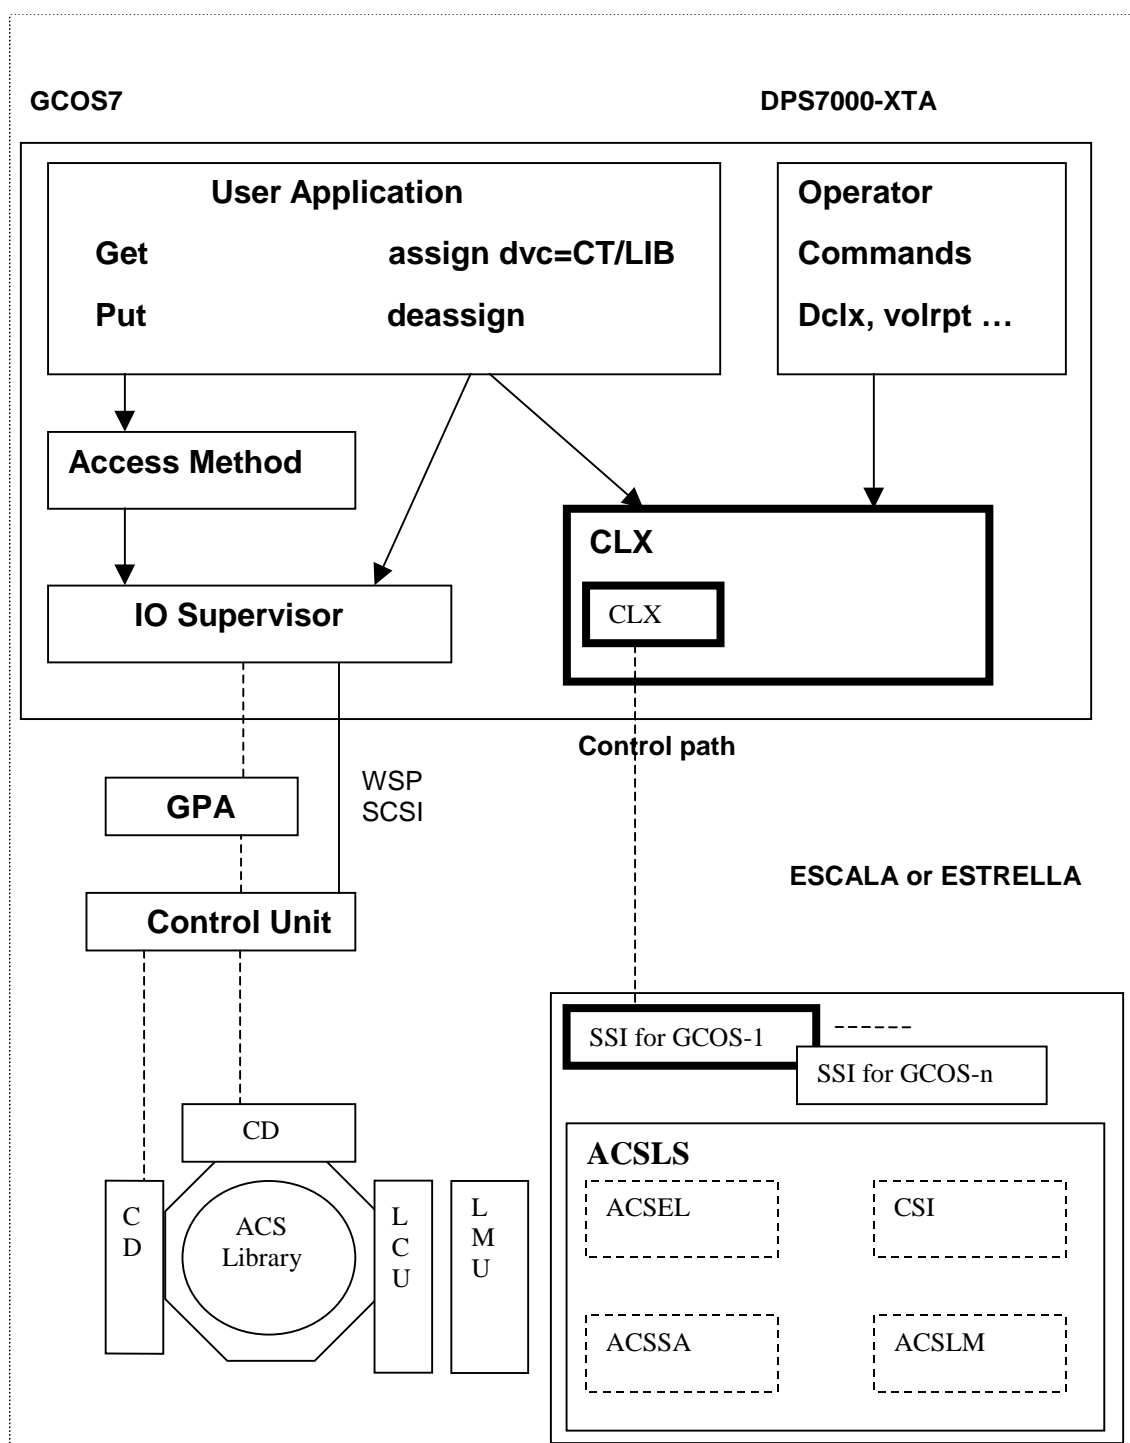 GCOS7 DPS7000-XTA
User Application
Get assign dvc=CT/LIB
Put deassign
Operator
Commands
Dclx, volrpt …
Access Method
CLX
CLX
IO Supervisor
Control path
WSP
SCSI
GPA
ESCALA or ESTRELLA
Control Unit
SSI for GCOS-1
SSI for GCOS-n
CD
C
D
ACS
Library
L
C
U
L
M
U
ACSLS
ACSEL
CSI
ACSSA
ACSLM